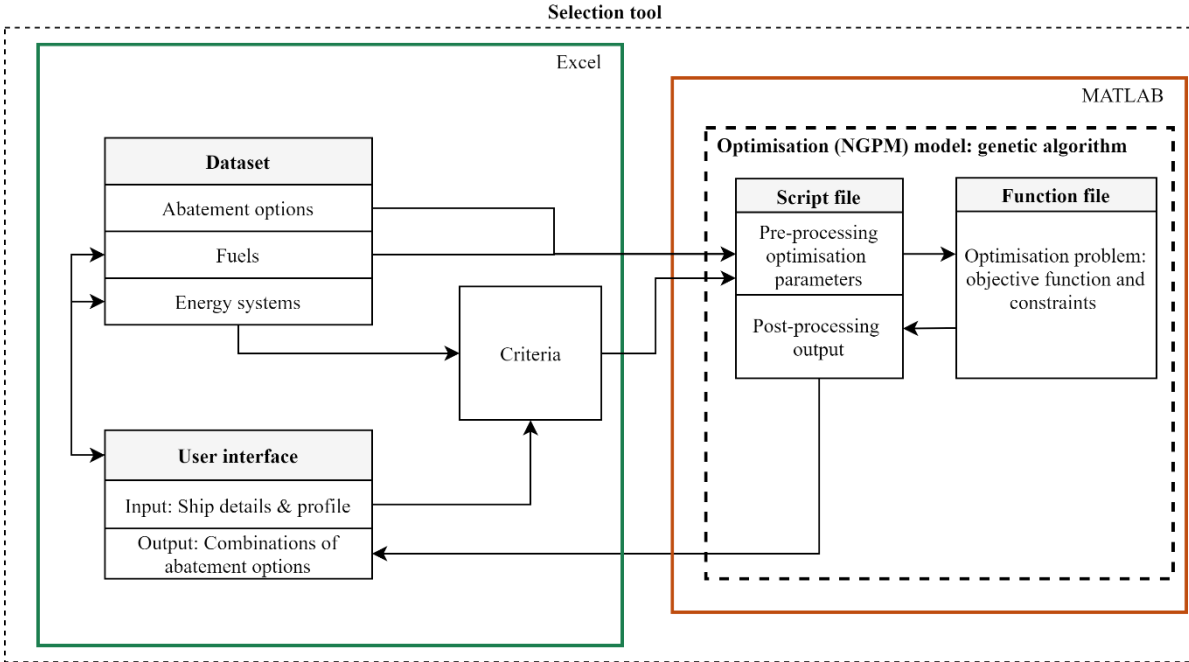 Selection tool
Excel
Dataset
Abatement options
Fuels
Energy systems
Criteria
User interface
Input: Ship details & profile
Output: Combinations of
abatement options
MATLAB
Optimisation (NGPM) model: genetic algorithm
Script file
Pre-processing
optimisation
parameters
Post-processing
output
Function file
Optimisation problem:
objective function and
constraints